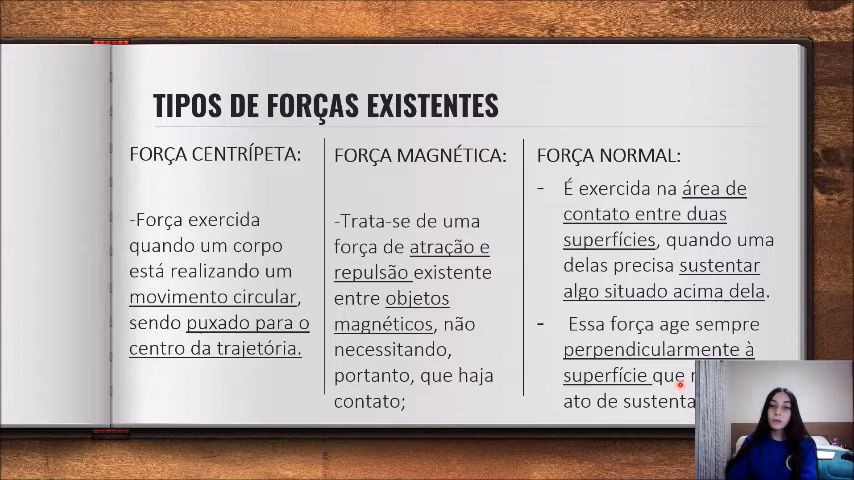 TIPOS DE FORÇAS EXISTENTES
FORÇA CENTRÍPETA:
-Força exercida
quando um corpo
está realizando um
movimento circular,
sendo puxado para o
centro da trajetória.
FORÇA MAGNÉTICA:
-Trata-se de uma
força de atração e
repulsão existente
entre objetos
magnéticos, não
necessitando,
portanto, que haja
contato;
FORÇA NORMAL:
- É exercida na área de
contato entre duas
superfícies, quando uma
delas precisa sustentar
algo situado acima dela.
- Essa força age sempre
perpendicularmente à
superfície que
ato de